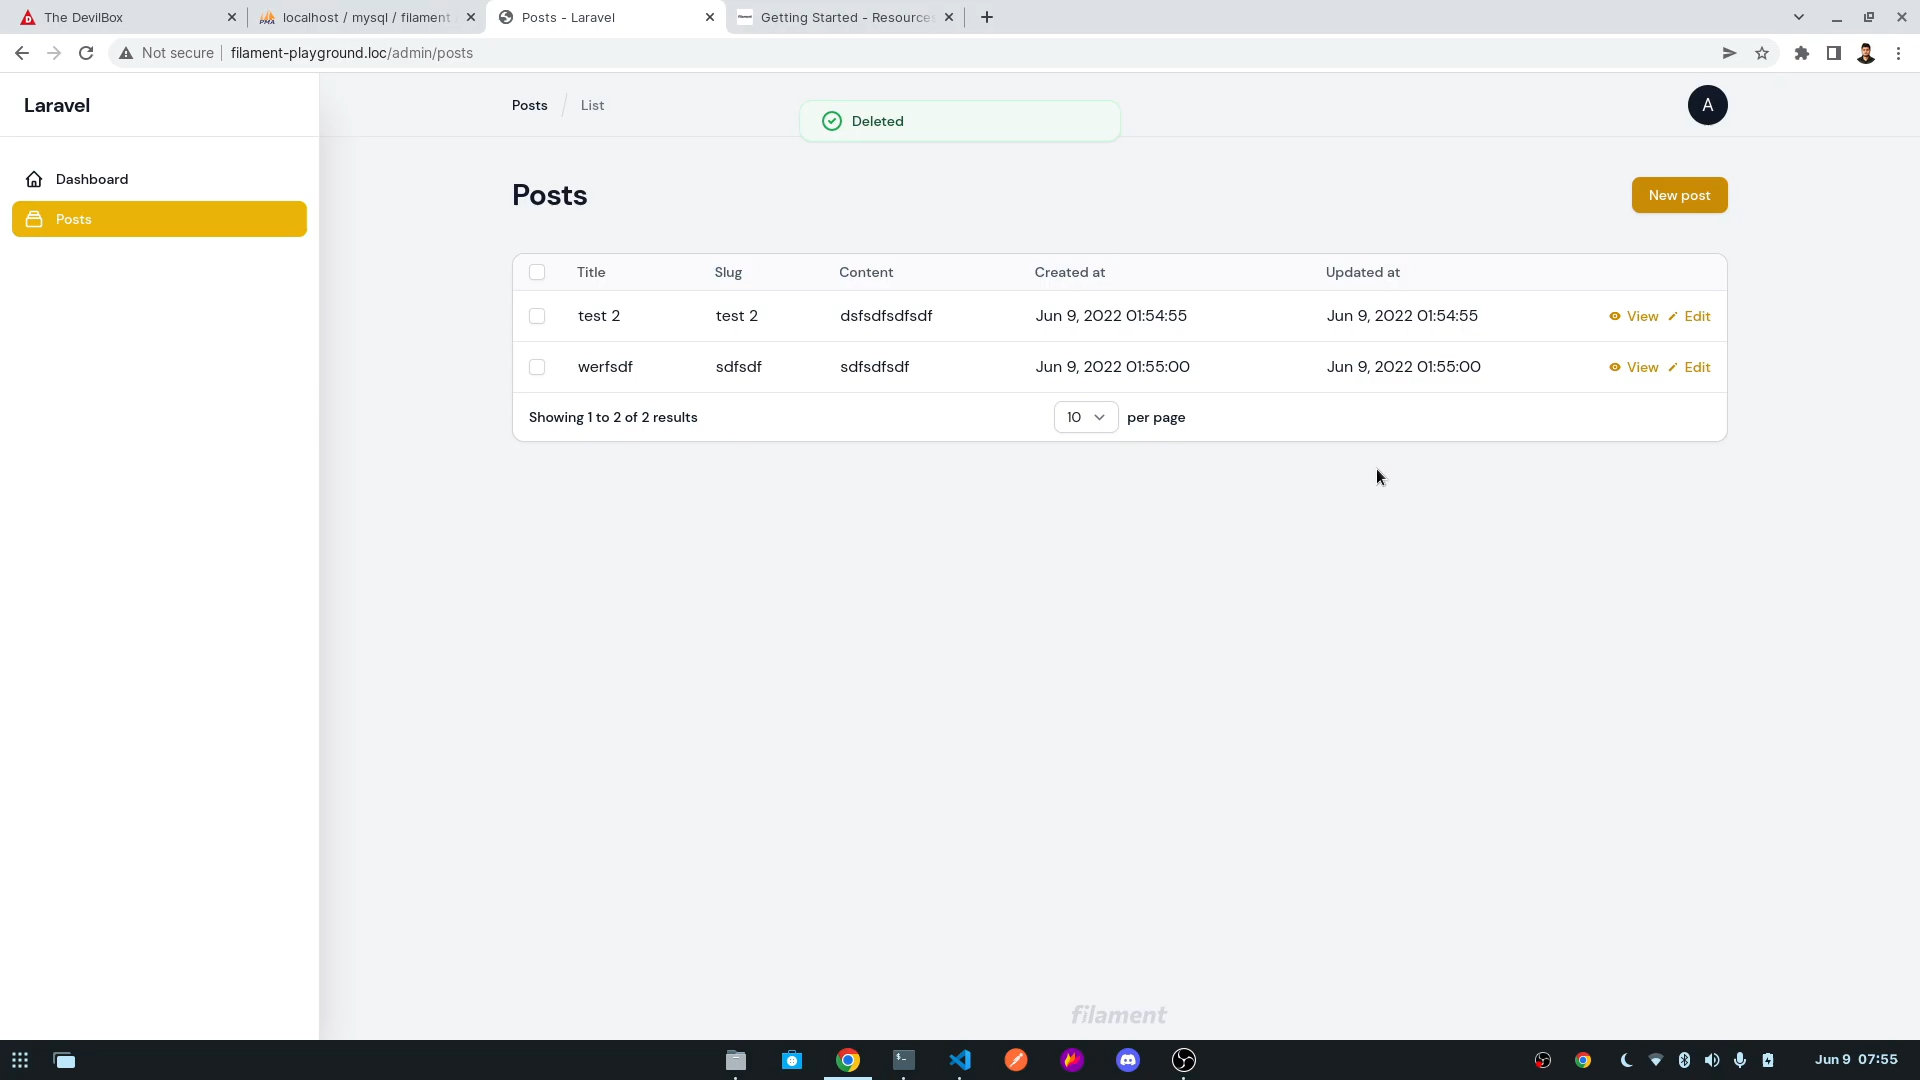 The DevilBox
localhost / mysql / filament
Posts - Laravel
Getting Started - Resources
Not secure
filament-playground.loc/admin/posts
Laravel
Posts
List
Deleted
A
Dashboard
Posts
Posts
New post
Title Slug Content Created at Updated at
test 2 test 2 dsfsdfsdfsdf Jun 9, 2022 01:54:55 Jun 9, 2022 01:54:55 View Edit
werfsdf sdfsdf sdfsdfsdf Jun 9, 2022 01:55:00 Jun 9, 2022 01:55:00 View Edit
Showing 1 to 2 of 2 results 10 per page
filament
Jun 9 07:55